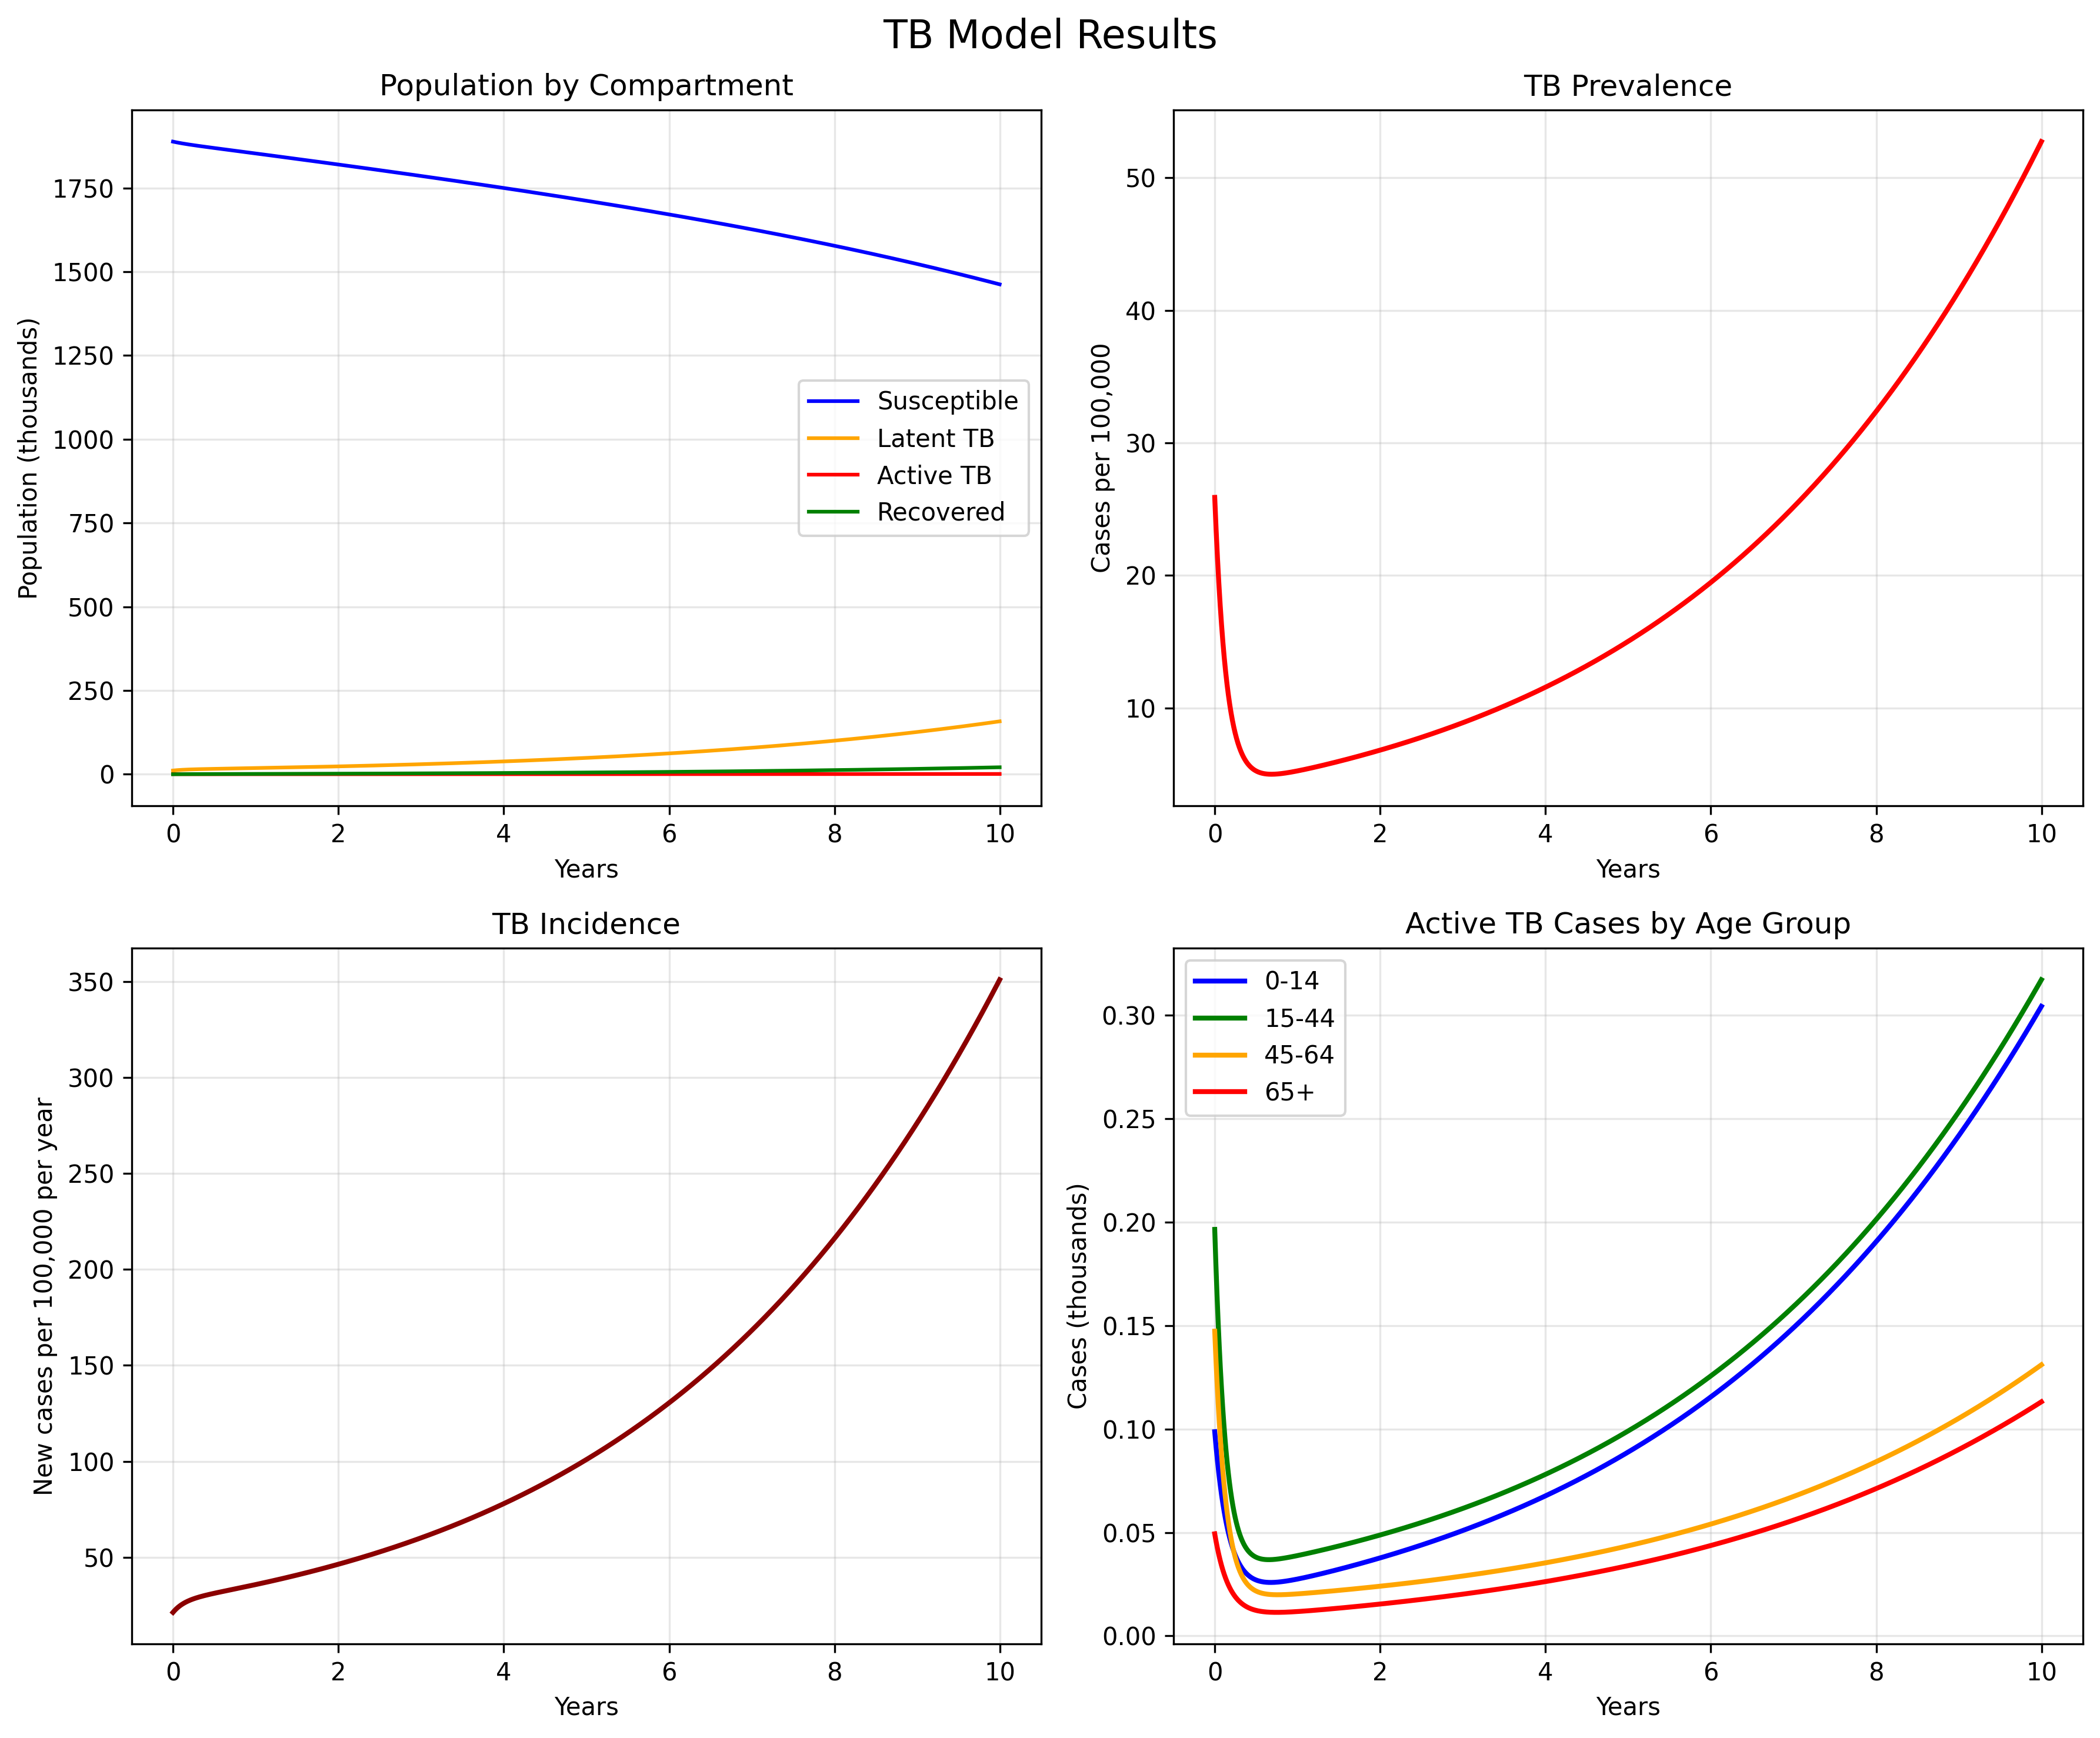 TB Model Results
Population by Compartment
Population (thousands)
1750
1500
1250
1000
750
500
250
0
Susceptible
Latent TB
Active TB
Recovered
0 2 4 6 8 10
Years
TB Prevalence
Cases per 100,000
50
40
30
20
10
0 2 4 6 8 10
Years
TB Incidence
New cases per 100,000 per year
350
300
250
200
150
100
50
0 2 4 6 8 10
Years
Active TB Cases by Age Group
Cases (thousands)
0-14
15-44
45-64
65+
0.30
0.25
0.20
0.15
0.10
0.05
0.00
0 2 4 6 8 10
Years